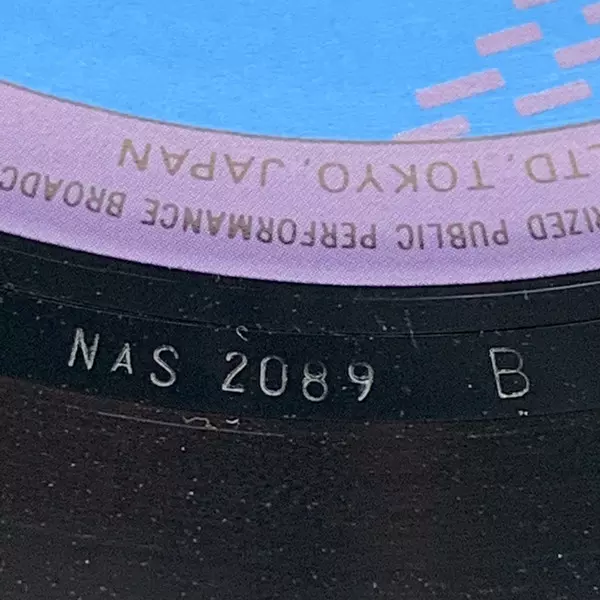 LTD. TOKYO, JAPAN
RIZED PUBLIC PERFORMANCE BROADC
NAS 2089 B